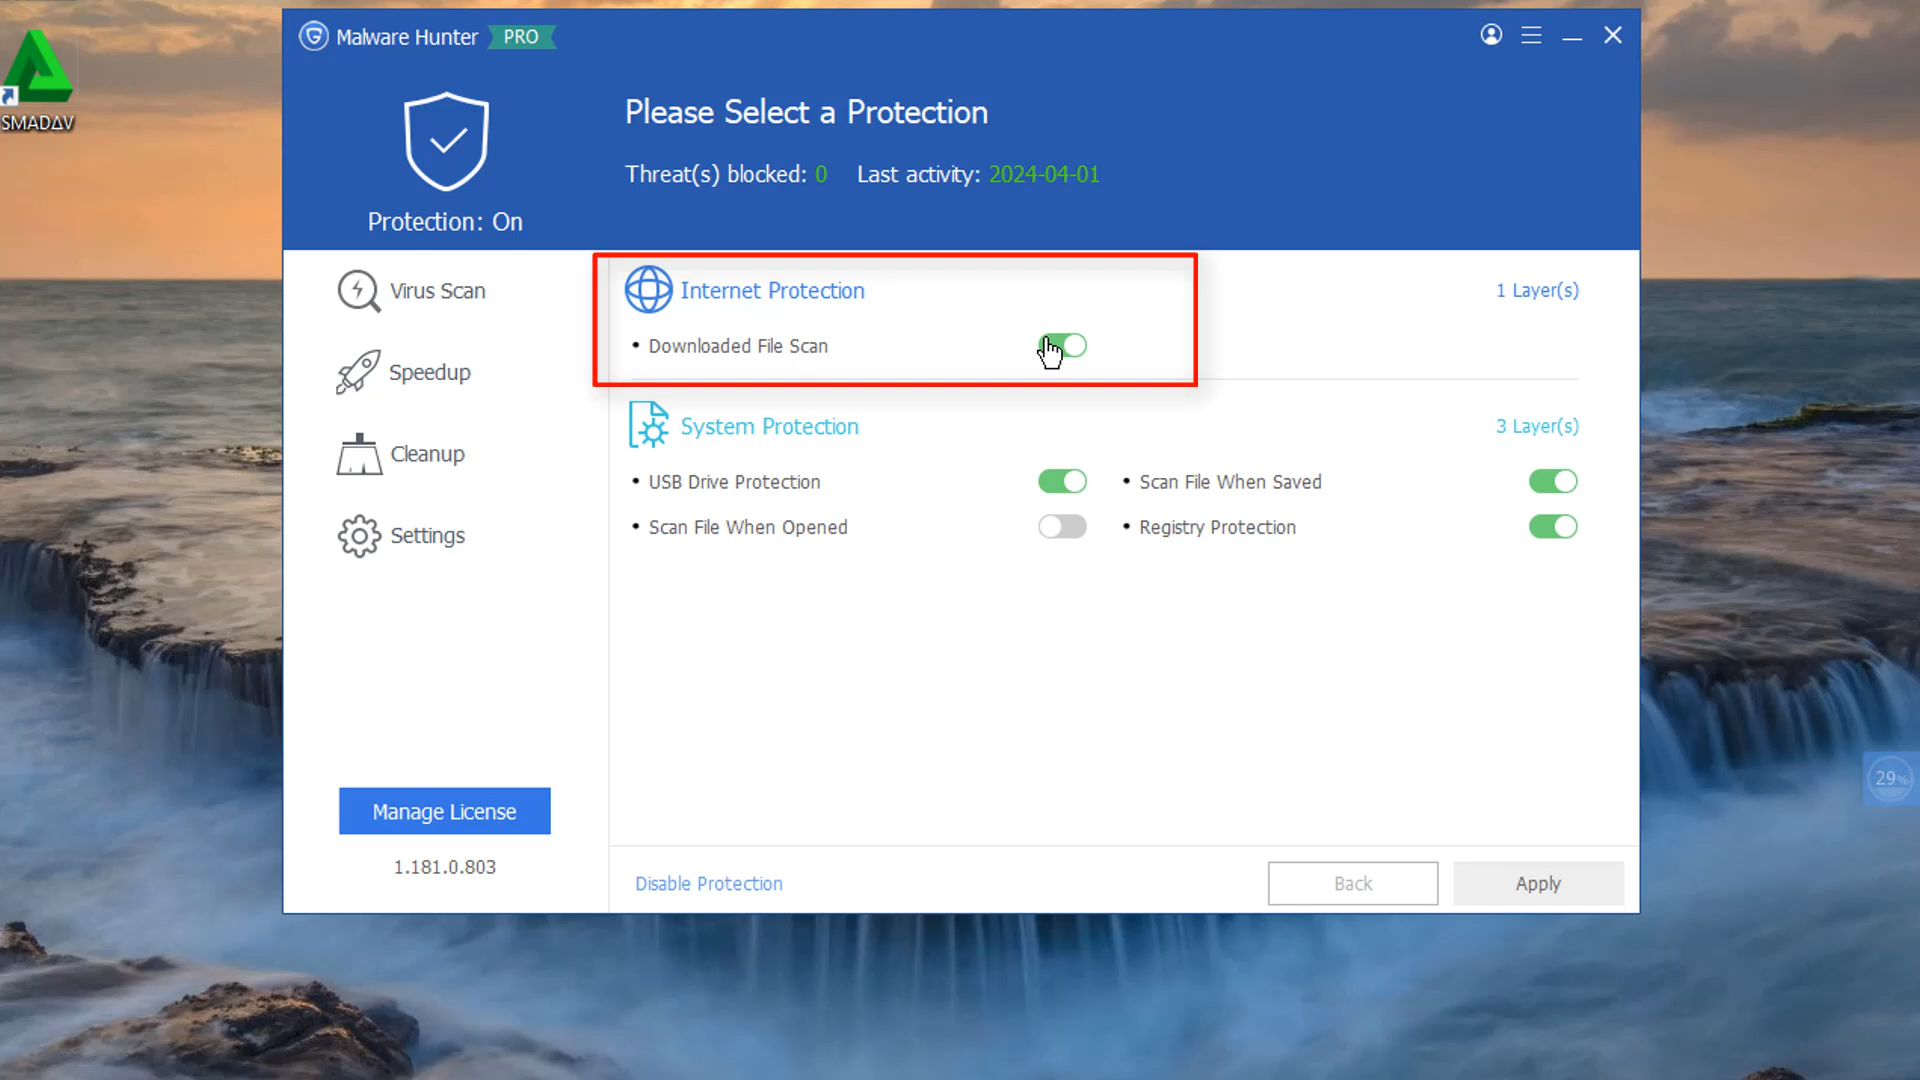 SMADΔV
Malware Hunter PRO
Please Select a Protection
Threat(s) blocked: 0 Last activity: 2024-04-01
Protection: On
Virus Scan
Speedup
Cleanup
Settings
Manage License
1.181.0.803
Internet Protection 1 Layer(s)
• Downloaded File Scan
System Protection 3 Layer(s)
• USB Drive Protection • Scan File When Saved
• Scan File When Opened • Registry Protection
Disable Protection Back Apply
29%